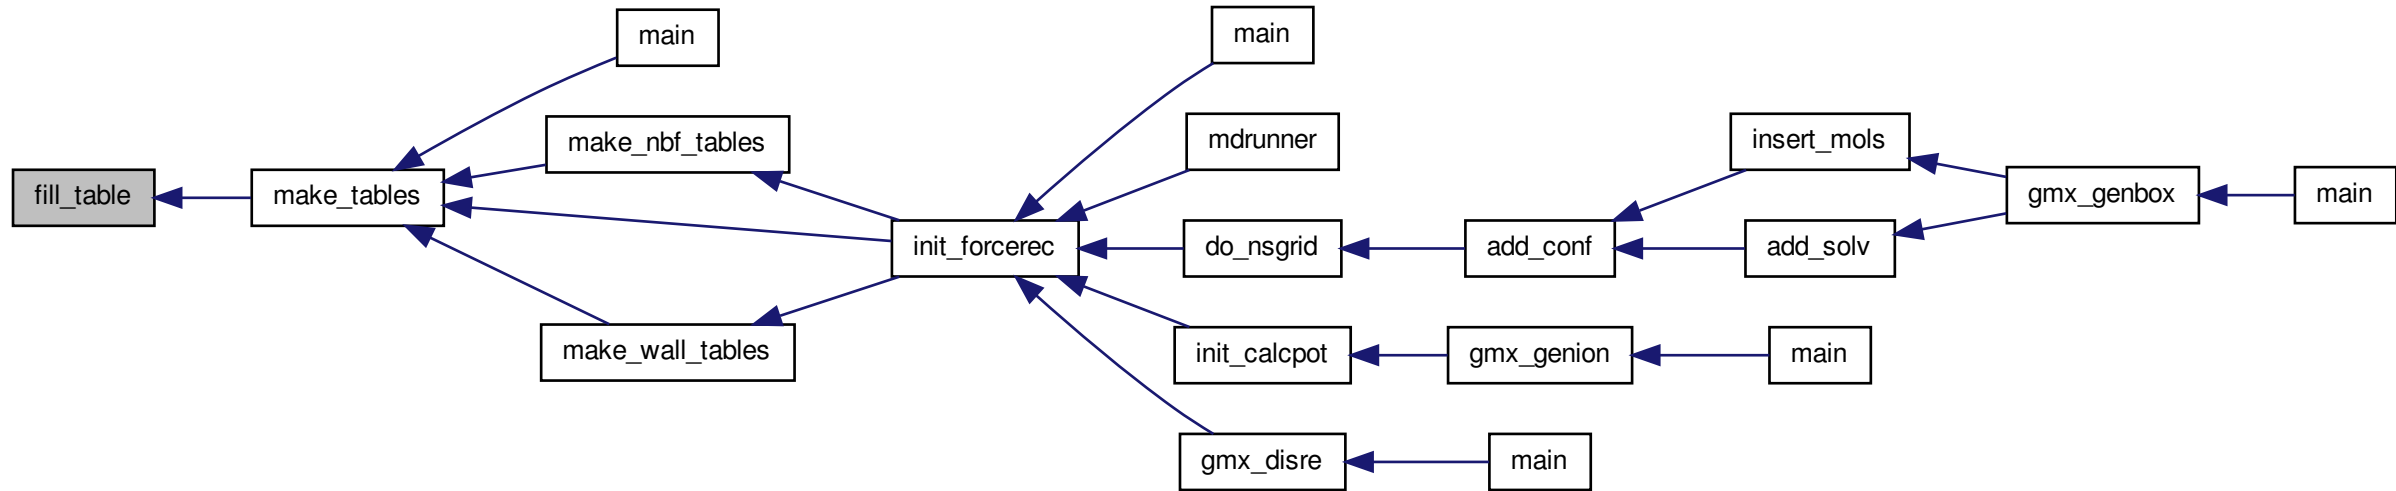 main
main
make_nbf_tables
mdrunner
insert_mols
fill_table
make_tables
gmx_genbox
main
init_forcerec
do_nsgrid
add_conf
add_solv
make_wall_tables
init_calcpot
gmx_genion
main
gmx_disre
main